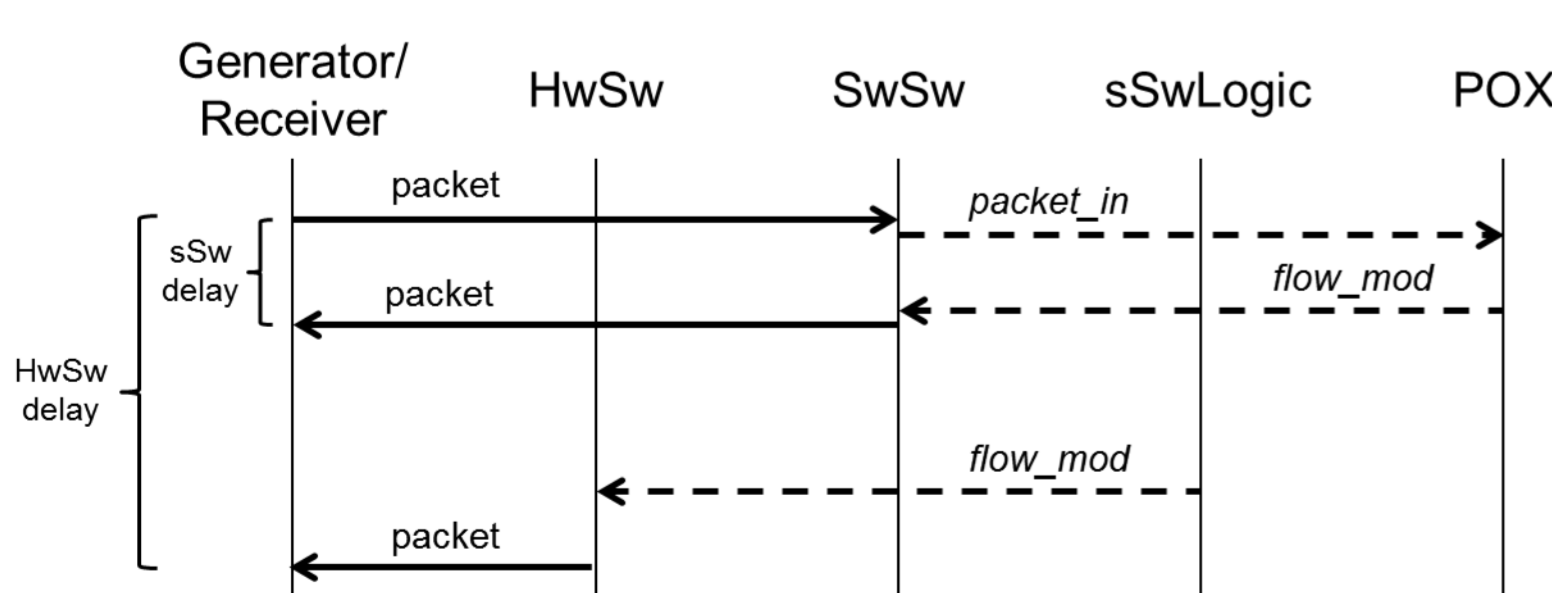 Generator/
Receiver
HwSw
SwSw
sSwLogic
POX
packet
packet_in
sSw
delay
flow_mod
packet
HwSw
delay
flow_mod
packet